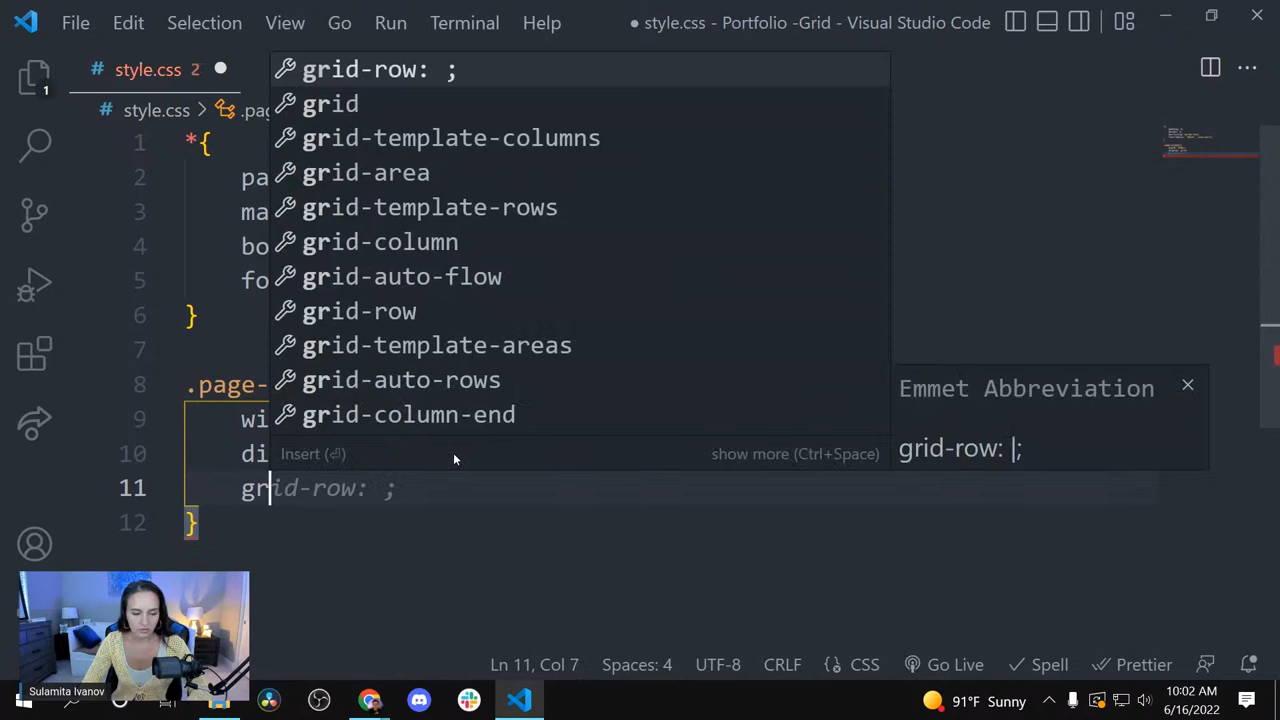 File Edit Selection View Go Run Terminal Help ● style.css - Portfolio -Grid - Visual Studio Code
# style.css 2 ●
# style.css > .pag
1
grid-row: ;
grid
grid-template-columns
grid-area
grid-template-rows
grid-column
grid-auto-flow
grid-row
grid-template-areas
grid-auto-rows
grid-column-end
Insert (⏎) show more (Ctrl+Space)
Emmet Abbreviation ×
grid-row: |;
1 *{
2 pa
3 ma
4 bo
5 fo
6 }
7
8 .page-
9 wi
10 di
11 grid-row: ;
12 }
Sulamita Ivanov
Ln 11, Col 7 Spaces: 4 UTF-8 CRLF {} CSS Go Live ✓ Spell Prettier
91°F Sunny
10:02 AM
6/16/2022